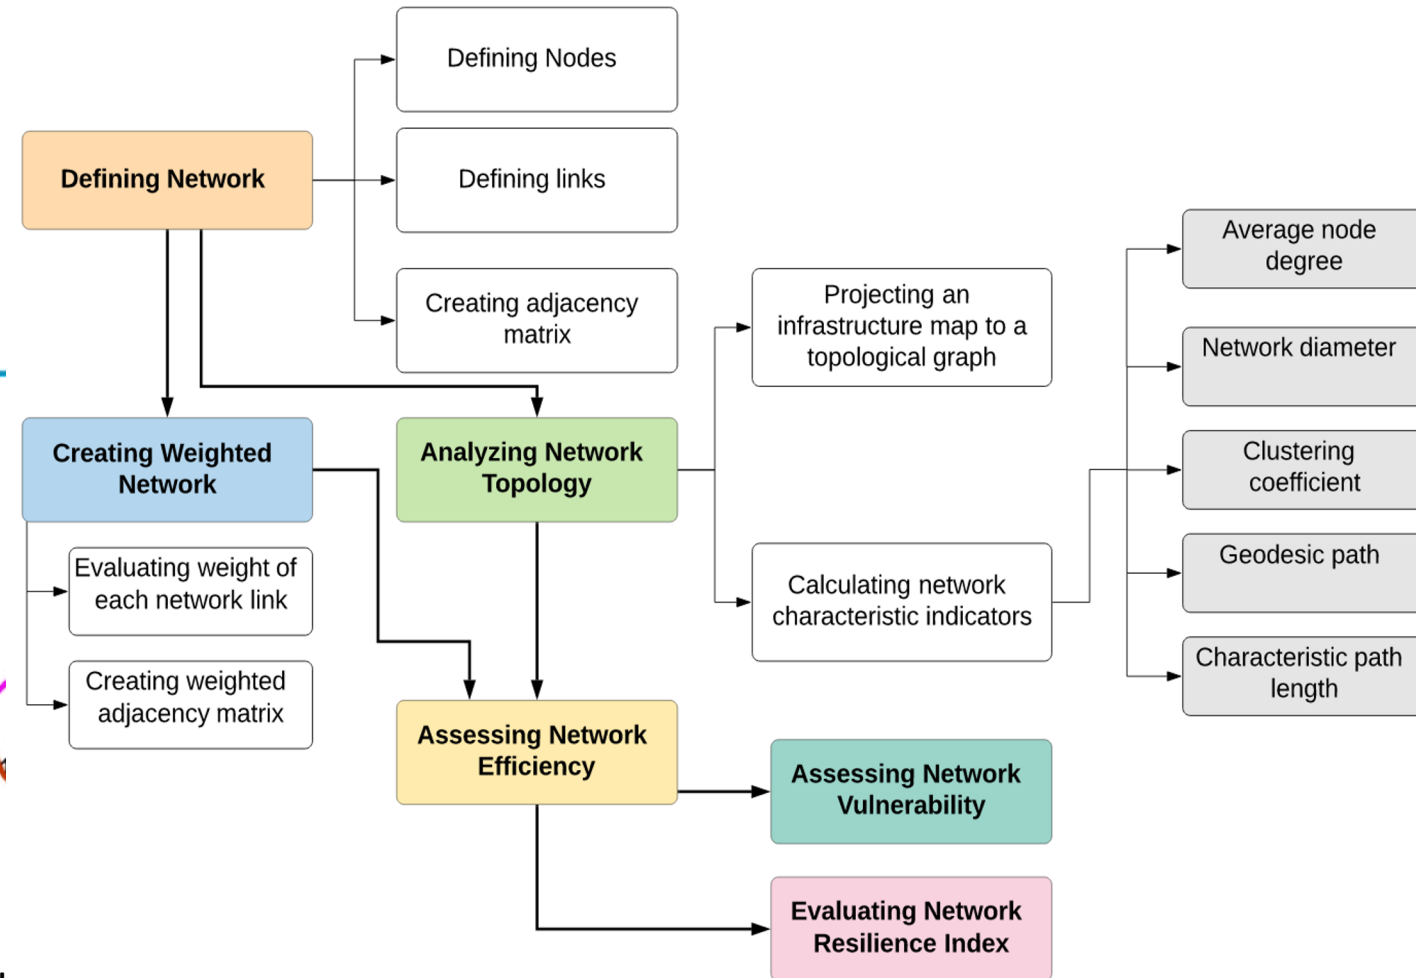 Defining Nodes
Defining Network
Defining links
Creating adjacency
matrix
Average node
degree
Projecting an
infrastructure map to a
topological graph
Network diameter
Creating Weighted
Network
Analyzing Network
Topology
Clustering
coefficient
Evaluating weight of
each network link
Calculating network
characteristic indicators
Geodesic path
Creating weighted
adjacency matrix
Characteristic path
length
Assessing Network
Efficiency
Assessing Network
Vulnerability
Evaluating Network
Resilience Index